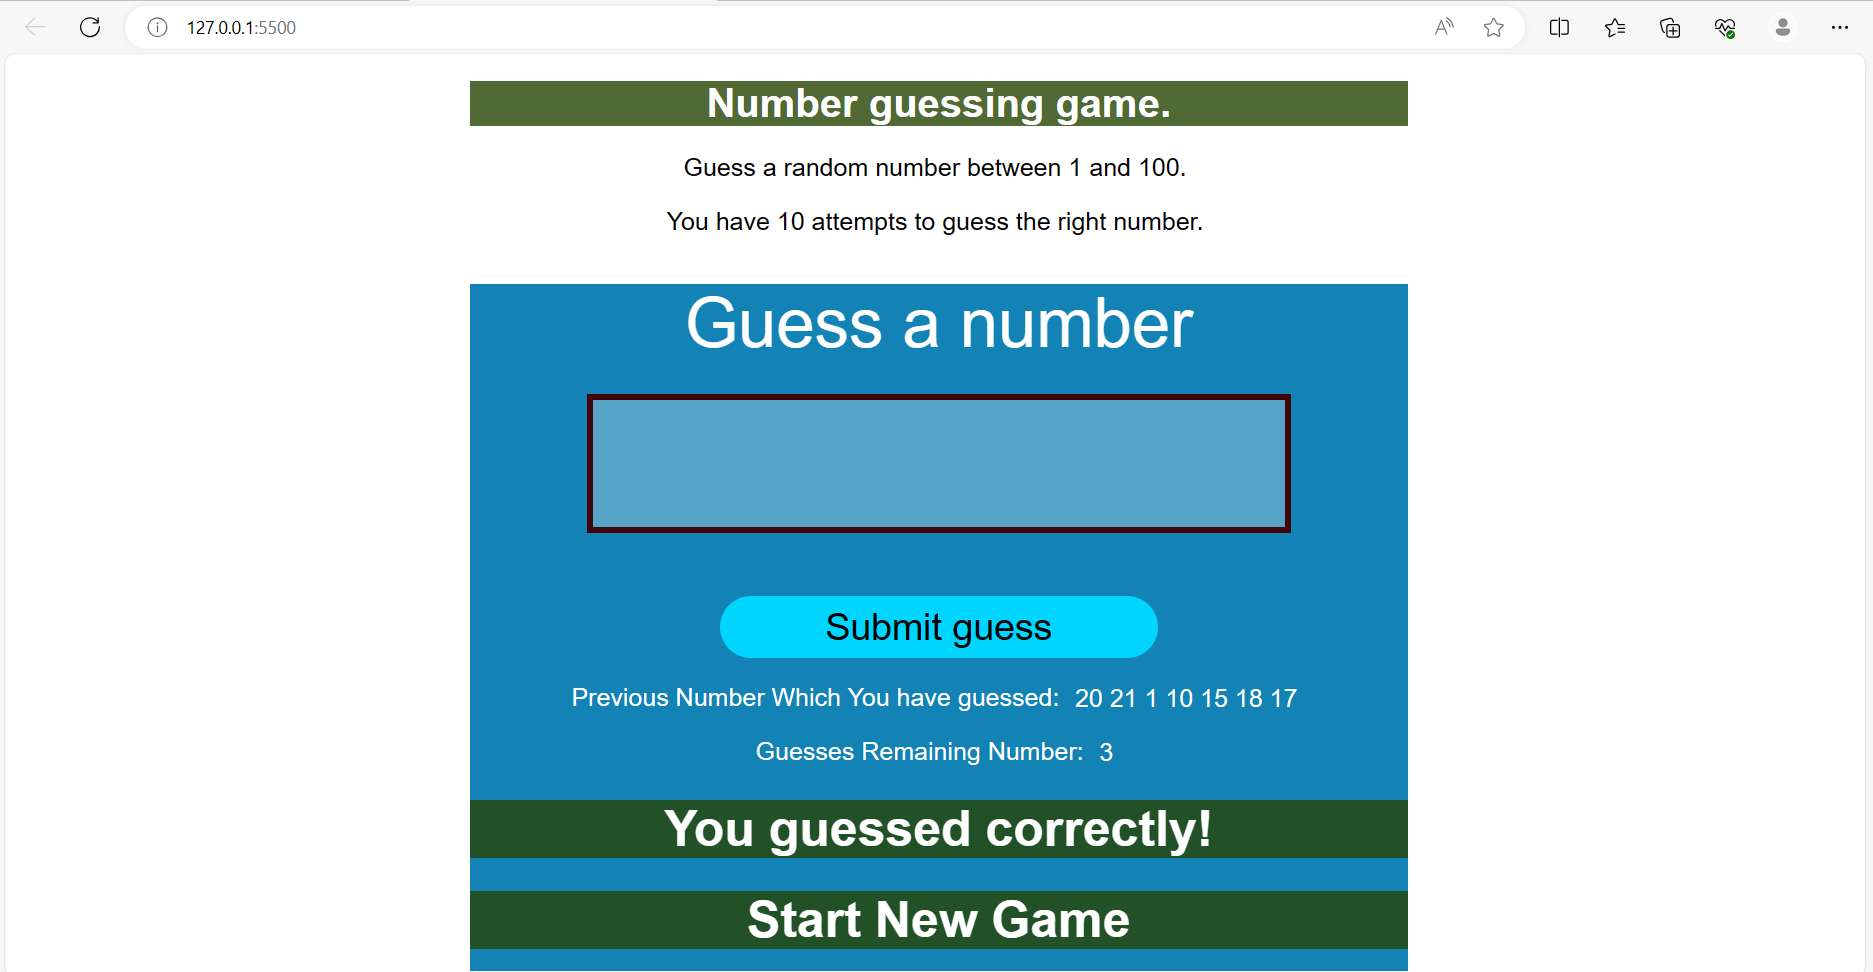 127.0.0.1:5500
Number guessing game.
Guess a random number between 1 and 100.
You have 10 attempts to guess the right number.
Guess a number
Submit guess
Previous Number Which You have guessed: 20 21 1 10 15 18 17
Guesses Remaining Number: 3
You guessed correctly!
Start New Game